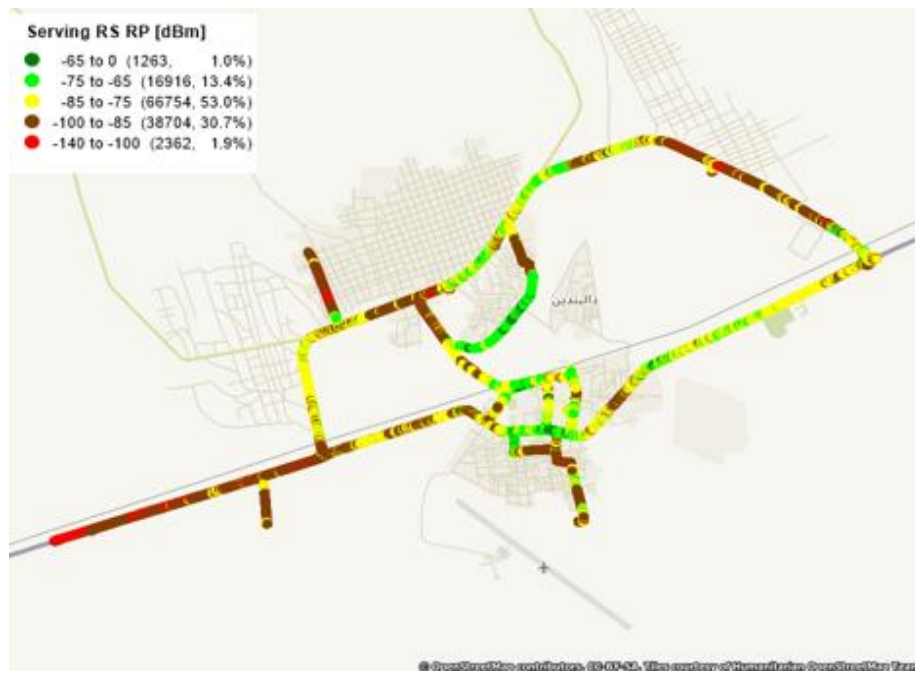 Serving RS RP [dBm]
-65 to 0 (1263, 1.0%)
-75 to -65 (16916, 13.4%)
-85 to -75 (66754, 53.0%)
-100 to -85 (38704, 30.7%)
-140 to -100 (2362, 1.9%)
دالبندین
© OpenStreetMap contributors, CC-BY-SA, Tiles courtesy of Humanitarian OpenStreetMap Team